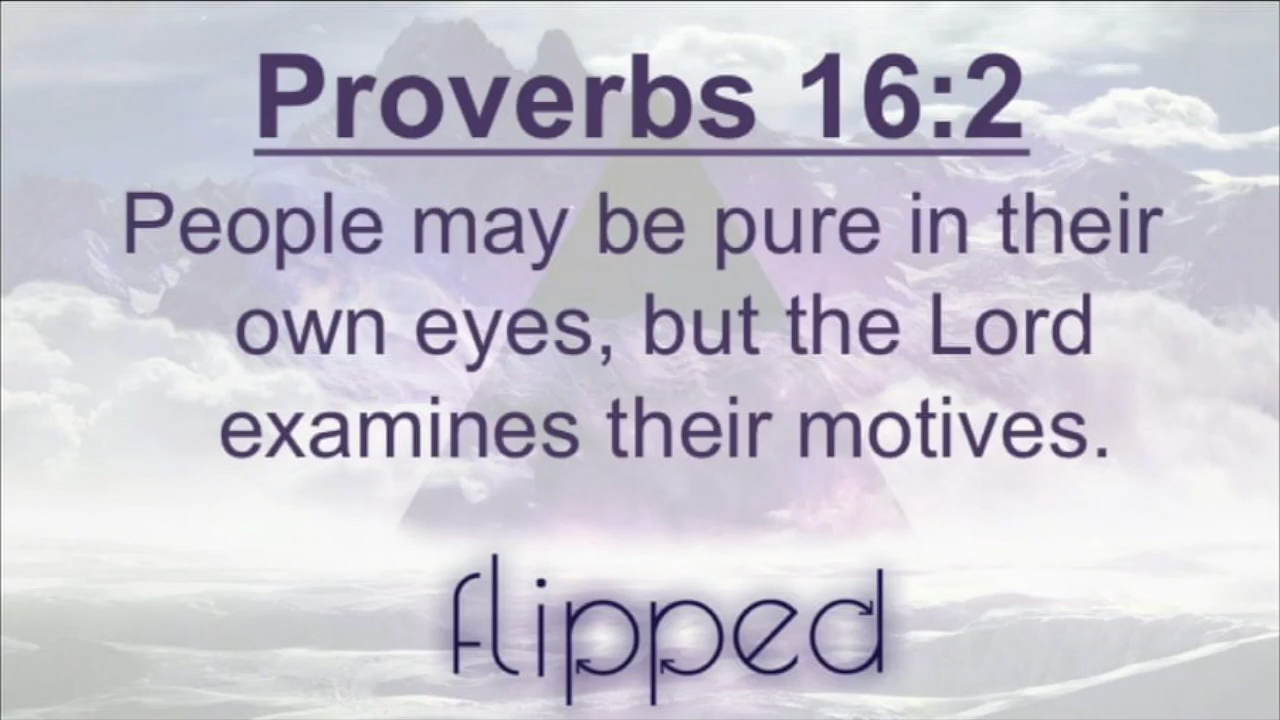 Proverbs 16:2
People may be pure in their
own eyes, but the Lord
examines their motives.
flipped